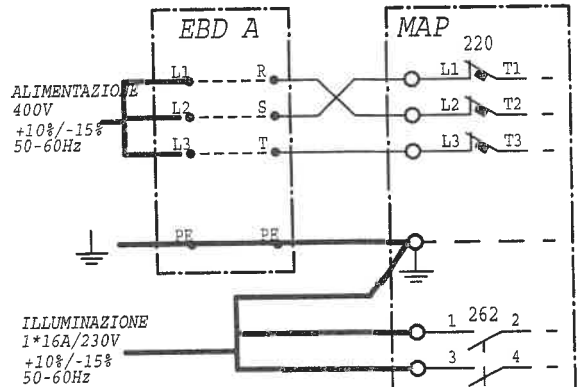 EBD A
MAP
220
L1 R L1 T1
ALIMENTAZIONE
400V
+10%/-15%
50-60Hz
L2 S L2 T2
L3 T L3 T3
PE PE
ILLUMINAZIONE
1*16A/230V
+10%/-15%
50-60Hz
1 262 2
3 4